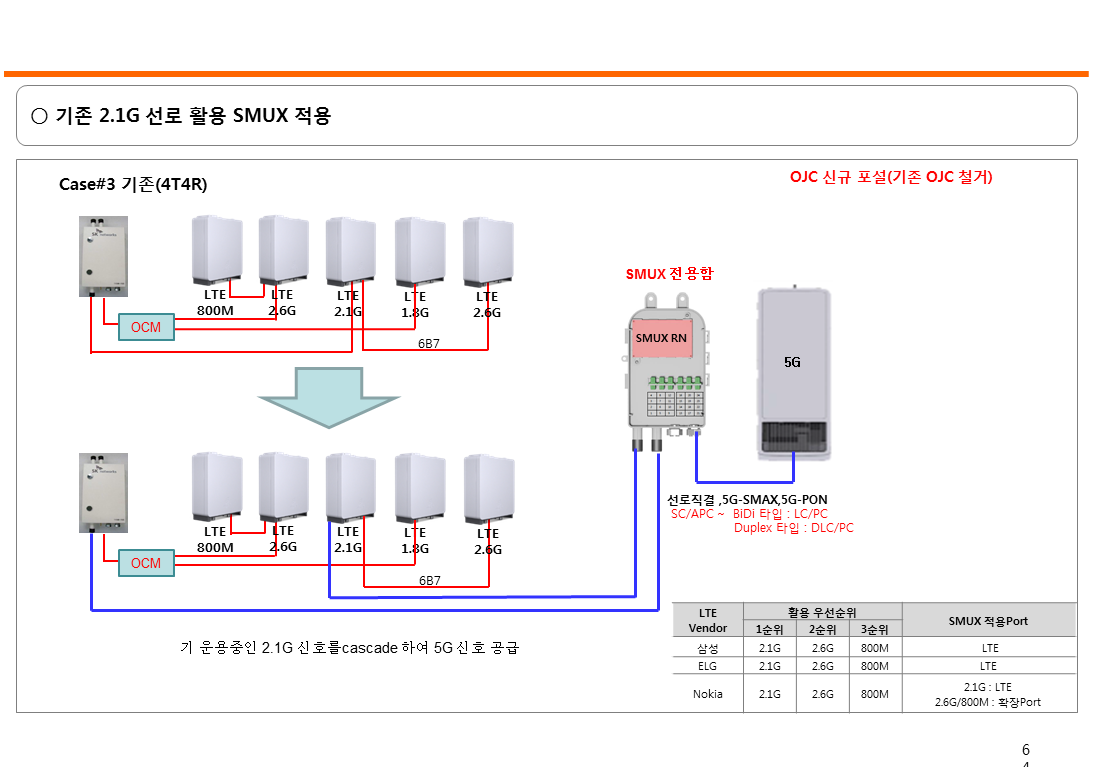 ○ 기존 2.1G 선로 활용 SMUX 적용
Case#3 기존(4T4R)
OJC 신규 포설(기존 OJC 철거)
LTE 800M
LTE 2.6G
LTE 2.1G
LTE 1.8G
LTE 2.6G
OCM
6B7
SMUX 전용함
SMUX RN
5G
LTE 800M
LTE 2.6G
LTE 2.1G
LTE 1.8G
LTE 2.6G
OCM
6B7
선로직결 ,5G-SMAX,5G-PON
SC/APC ~ BiDi 타입 : LC/PC
Duplex 타입 : DLC/PC
기 운용중인 2.1G 신호를cascade 하여 5G 신호 공급
LTE Vendor 활용 우선순위 SMUX 적용Port
1순위 2순위 3순위
삼성 2.1G 2.6G 800M LTE
ELG 2.1G 2.6G 800M LTE
Nokia 2.1G 2.6G 800M 2.1G : LTE
2.6G/800M : 확장Port
6
4